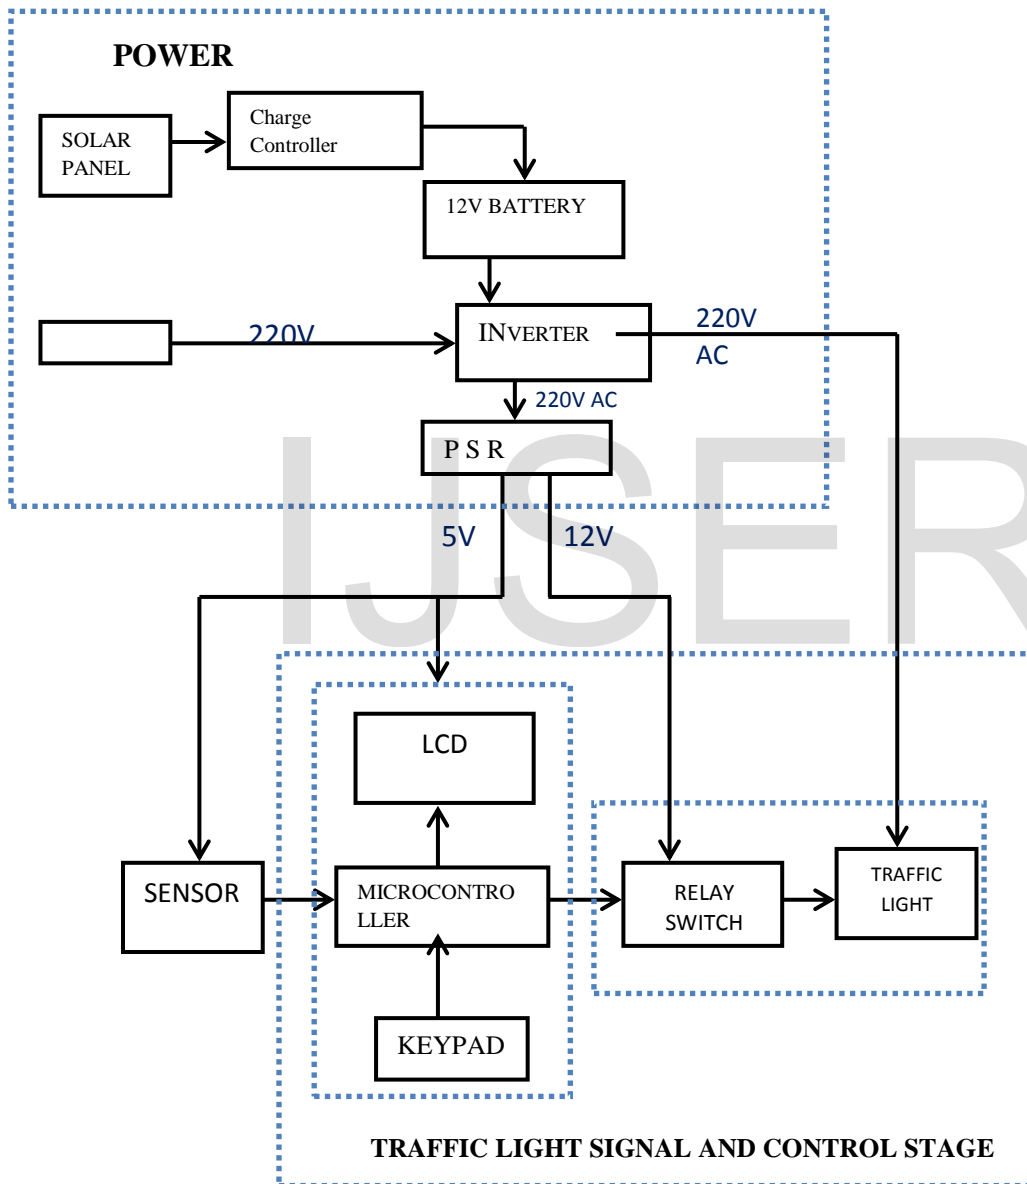 POWER
Charge
Controller
SOLAR
PANEL
12V BATTERY
220V
INVERTER
220V
AC
220V AC
P S R
5V
12V
IJSER
LCD
SENSOR
MICROCONTRO
LLER
RELAY
SWITCH
TRAFFIC
LIGHT
KEYPAD
TRAFFIC LIGHT SIGNAL AND CONTROL STAGE